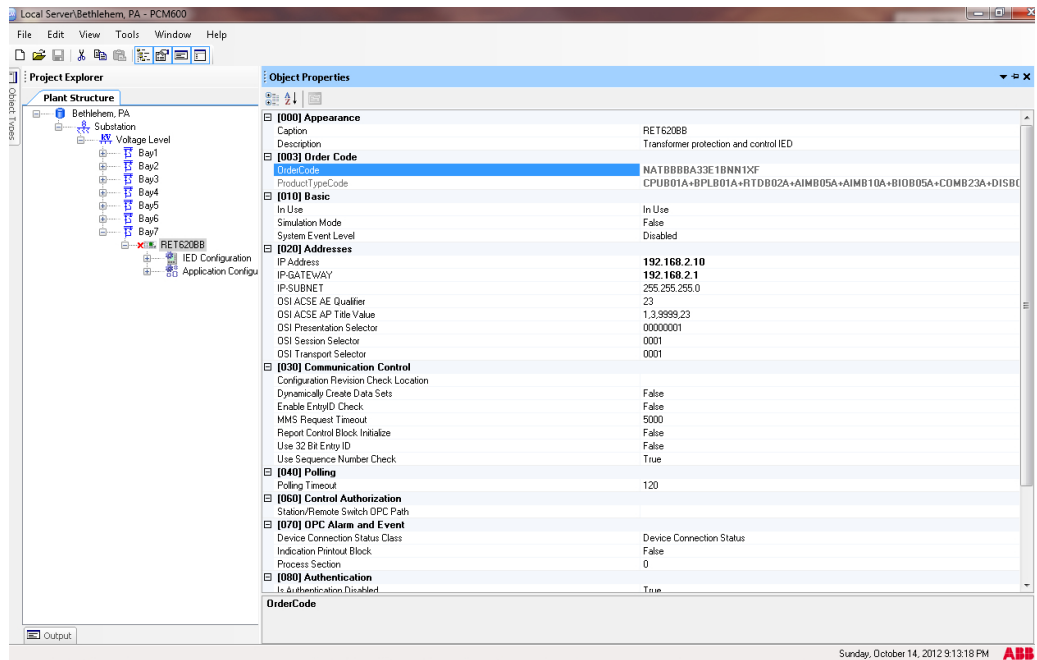 Local Server\Bethlehem, PA - PCM600
File Edit View Tools Window Help
Object Types
Project Explorer
Plant Structure
Bethlehem, PA
Substation
Voltage Level
Bay1
Bay2
Bay3
Bay4
Bay5
Bay6
Bay7
RET620BB
IED Configuration
Application Configu
Output
Object Properties
[000] Appearance
Caption RET620BB
Description Transformer protection and control IED
[003] Order Code
OrderCode NATBBBBA33E1BNN1XF
ProductTypeCode CPUB01A+BPLB01A+RTDB02A+AIMB05A+AIMB10A+BIOB05A+COMB23A+DISBC
[010] Basic
In Use In Use
Simulation Mode False
System Event Level Disabled
[020] Addresses
IP Address 192.168.2.10
IP-GATEWAY 192.168.2.1
IP-SUBNET 255.255.255.0
OSI ACSE AE Qualifier 23
OSI ACSE AP Title Value 1,3,9999,23
OSI Presentation Selector 00000001
OSI Session Selector 0001
OSI Transport Selector 0001
[030] Communication Control
Configuration Revision Check Location
Dynamically Create Data Sets False
Enable EntryID Check False
MMS Request Timeout 5000
Report Control Block Initialize False
Use 32 Bit Entry ID False
Use Sequence Number Check True
[040] Polling
Polling Timeout 120
[060] Control Authorization
Station/Remote Switch OPC Path
[070] OPC Alarm and Event
Device Connection Status Class Device Connection Status
Indication Printout Block False
Process Section 0
[080] Authentication
Is Authentication Disabled True
OrderCode
Sunday, October 14, 2012 9:13:18 PM ABB